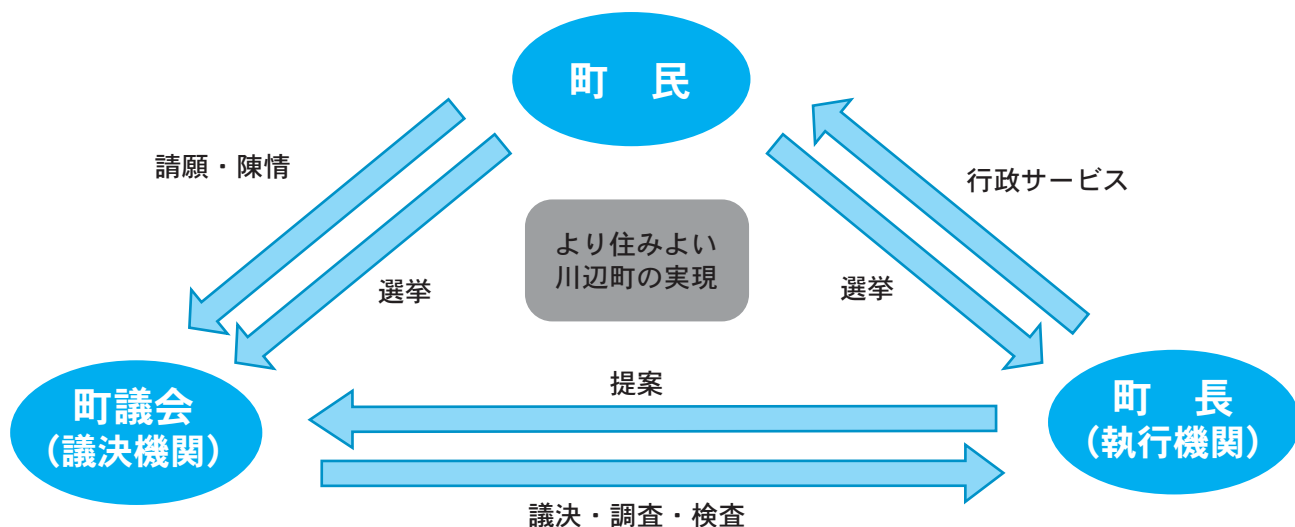 町　民
請願・陳情
行政サービス
より住みよい
川辺町の実現
選挙
選挙
提案
町議会
（議決機関）
町　長
（執行機関）
議決・調査・検査